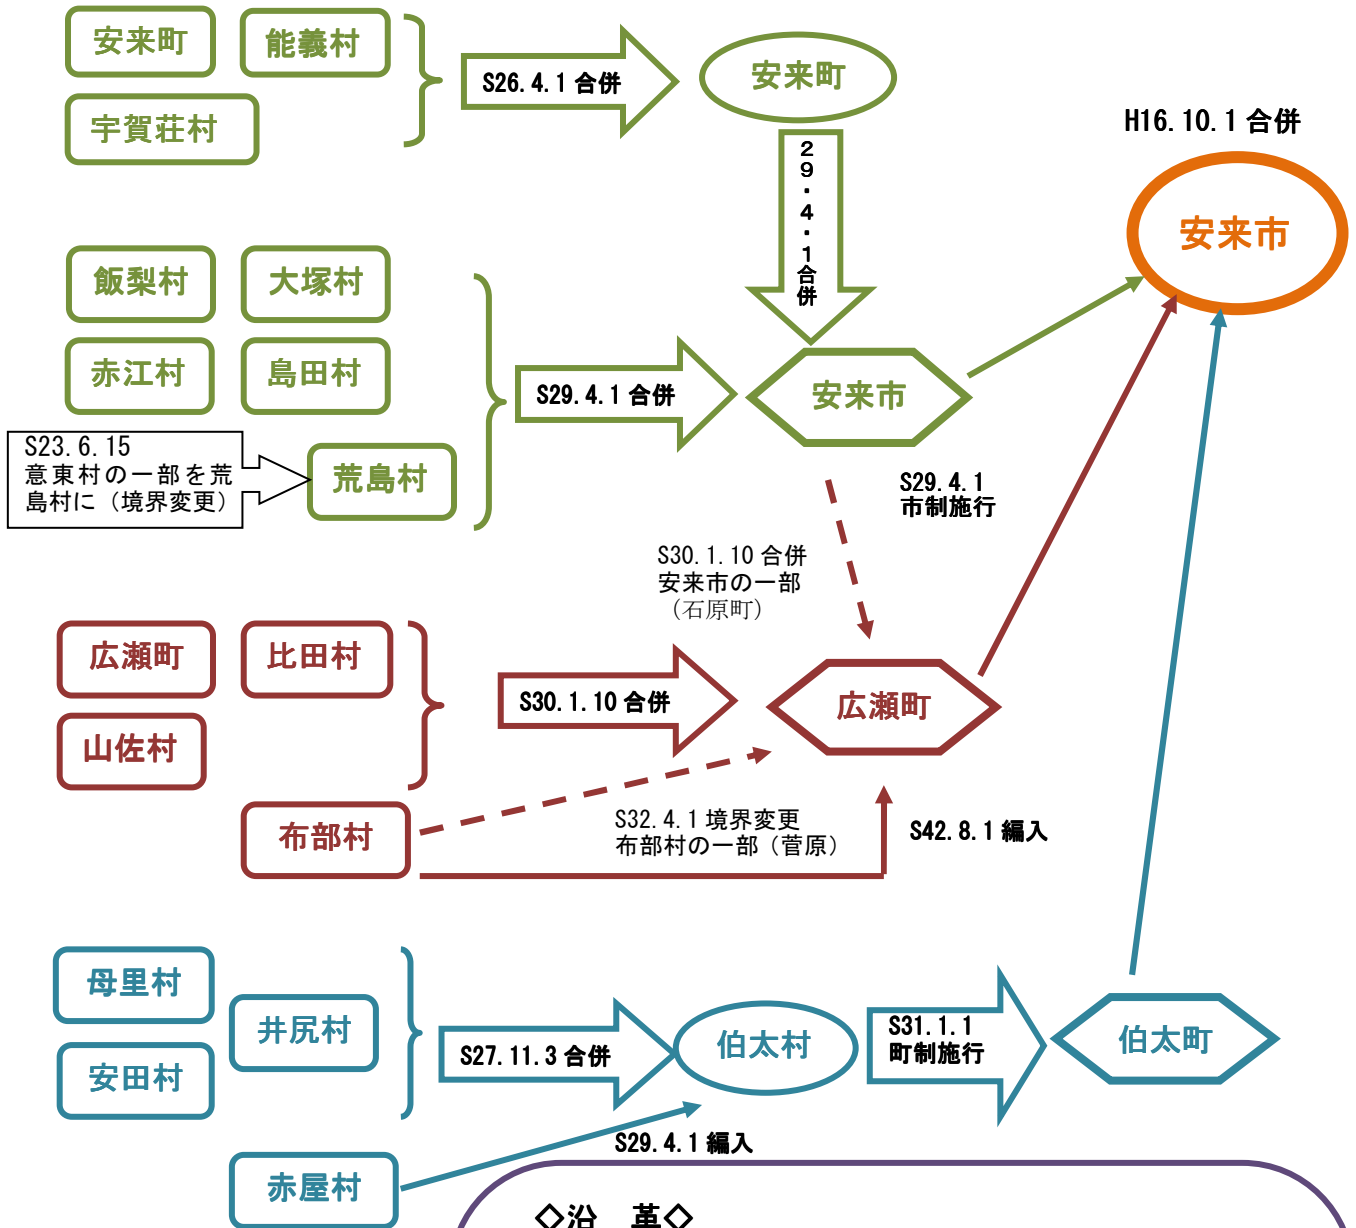 安来町
能義村
宇賀荘村
S26.4.1 合併
安来町
H16.10.1 合併
安来市
29・4・1合併
飯梨村
大塚村
赤江村
島田村
S23.6.15
意東村の一部を荒
島村に（境界変更）
荒島村
S29.4.1 合併
安来市
S29.4.1
市制施行
S30.1.10 合併
安来市の一部
（石原町）
広瀬町
比田村
山佐村
S30.1.10 合併
広瀬町
布部村
S32.4.1 境界変更
布部村の一部（菅原）
S42.8.1 編入
母里村
井尻村
安田村
S27.11.3 合併
伯太村
S31.1.1
町制施行
伯太町
赤屋村
S29.4.1 編入
◇沿　革◇